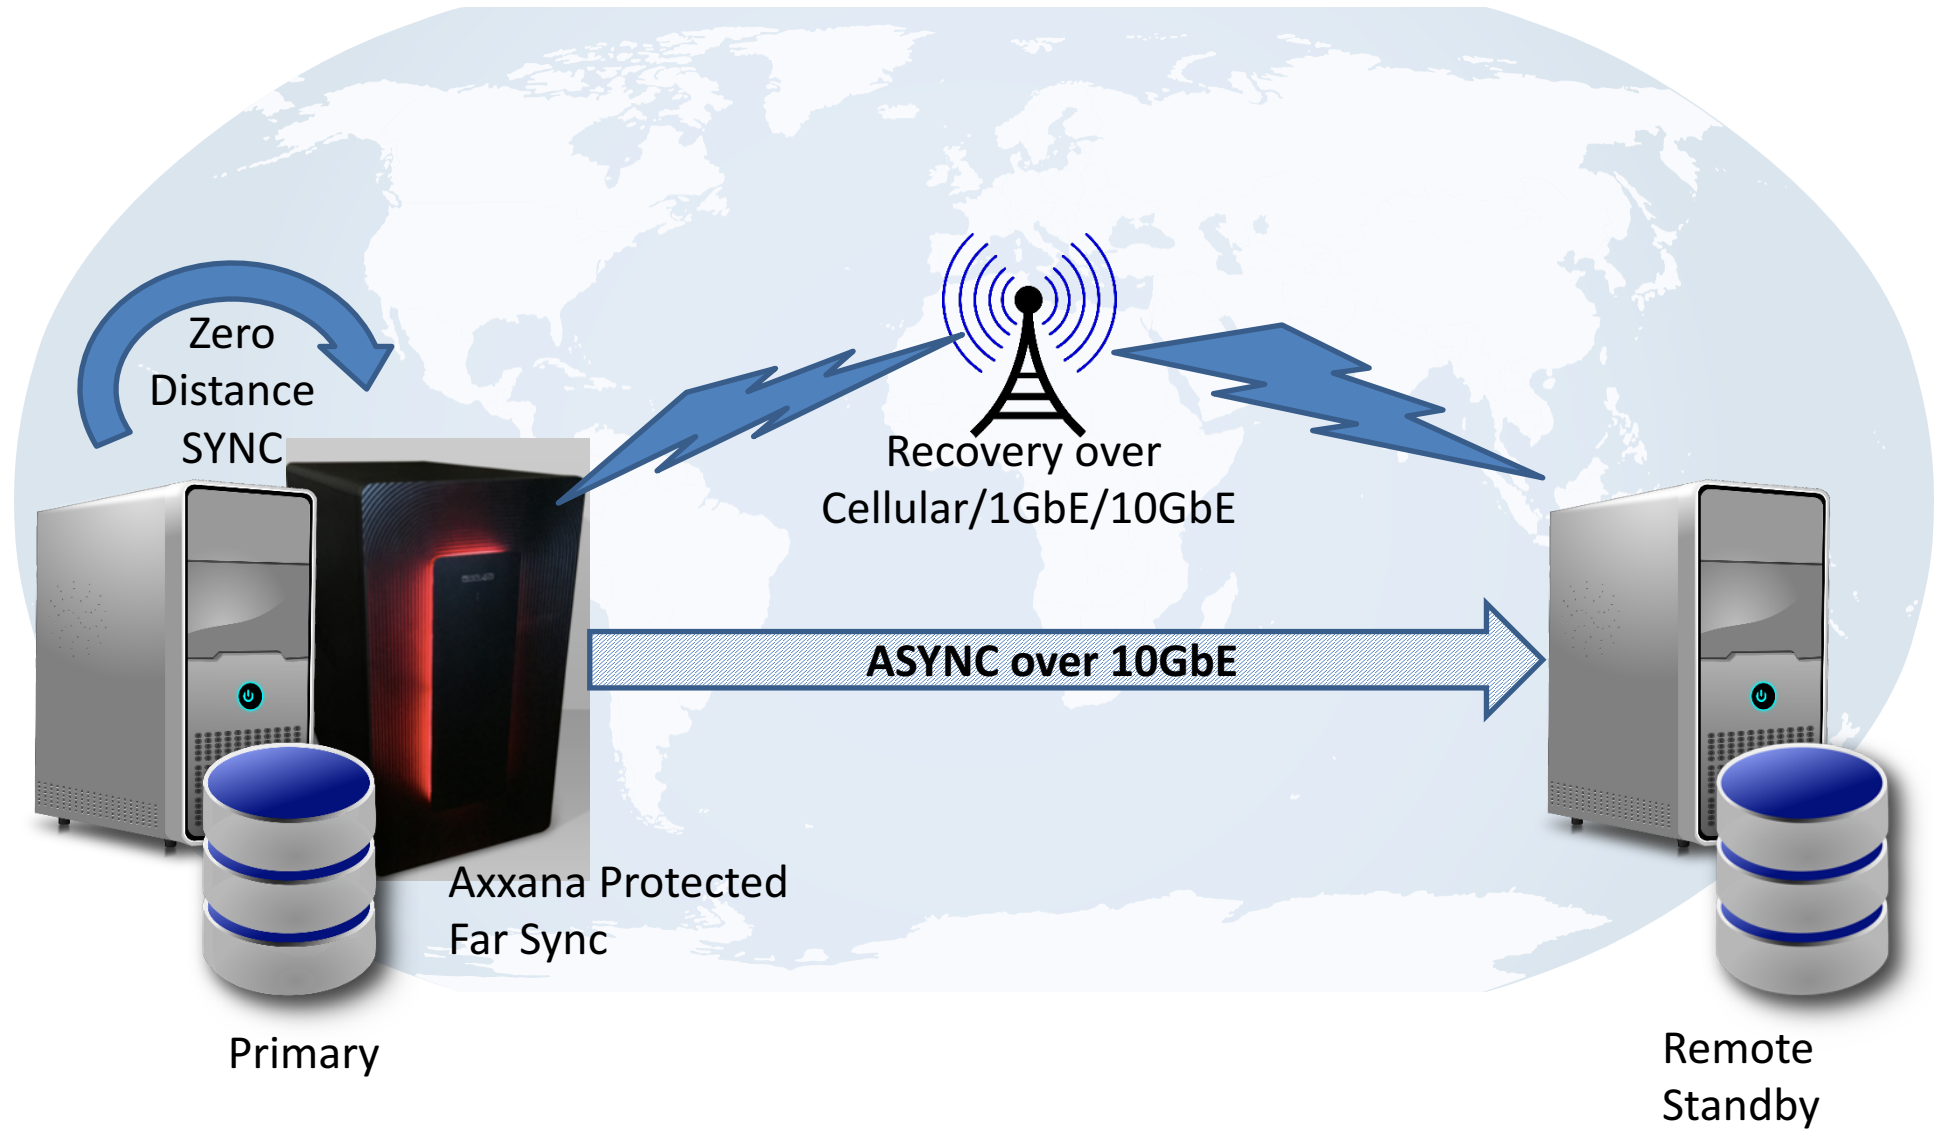 Zero
Distance
SYNC
Recovery over
Cellular/1GbE/10GbE
ASYNC over 10GbE
Axxana Protected
Far Sync
Primary
Remote
Standby